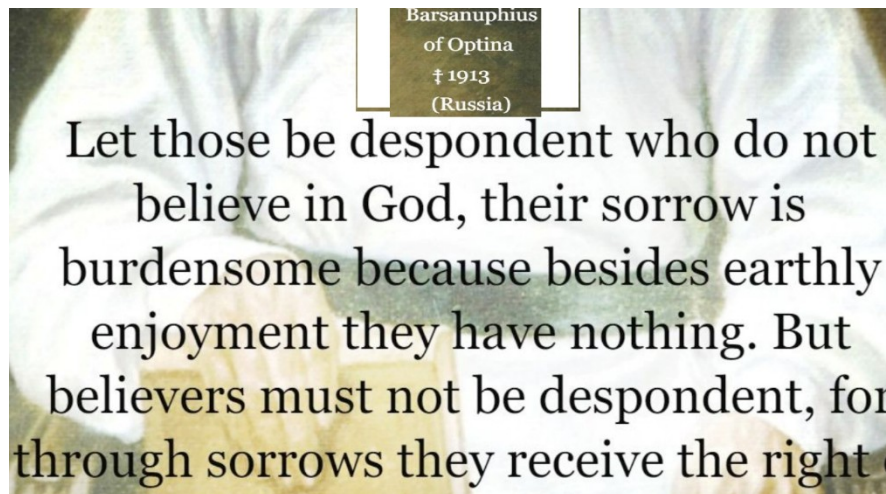 Barsanuphius
of Optina
‡ 1913
(Russia)
Let those be despondent who do not
believe in God, their sorrow is
burdensome because besides earthly
enjoyment they have nothing. But
believers must not be despondent, for
through sorrows they receive the right